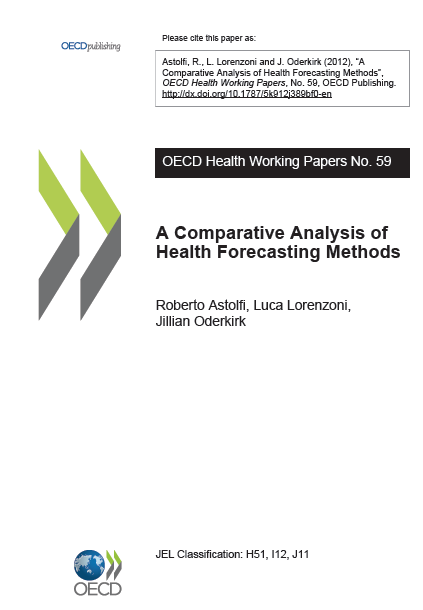 OECDpublishing
Please cite this paper as:
Astolfi, R., L. Lorenzoni and J. Oderkirk (2012), "A
Comparative Analysis of Health Forecasting Methods",
OECD Health Working Papers, No. 59, OECD Publishing.
http://dx.doi.org/10.1787/5k912j389bf0-en
OECD Health Working Papers No. 59
A Comparative Analysis of
Health Forecasting Methods
Roberto Astolfi, Luca Lorenzoni,
Jillian Oderkirk
JEL Classification: H51, I12, J11
OECD